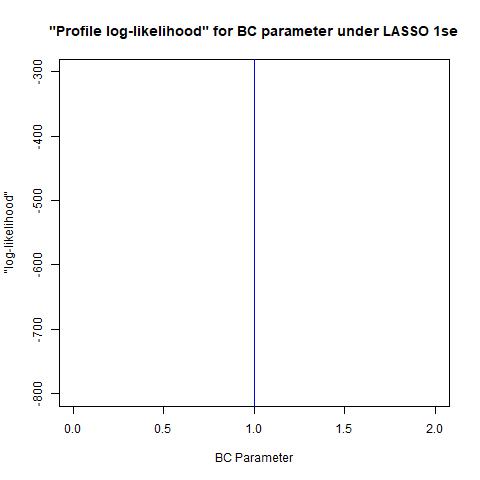 "Profile log-likelihood" for BC parameter under LASSO 1se
-300
-400
-500
-600
-700
-800
"log-likelihood"
0.0 0.5 1.0 1.5 2.0
BC Parameter